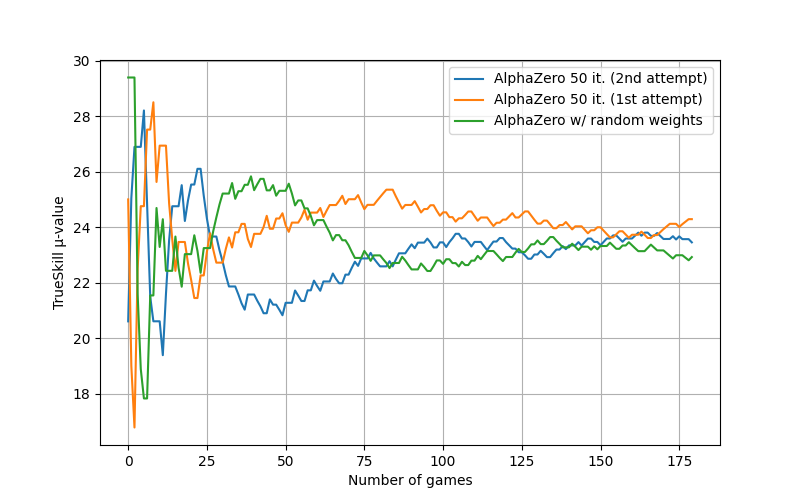 30
28
26
24
22
20
18
TrueSkill μ-value
AlphaZero 50 it. (2nd attempt)
AlphaZero 50 it. (1st attempt)
AlphaZero w/ random weights
0 25 50 75 100 125 150 175
Number of games